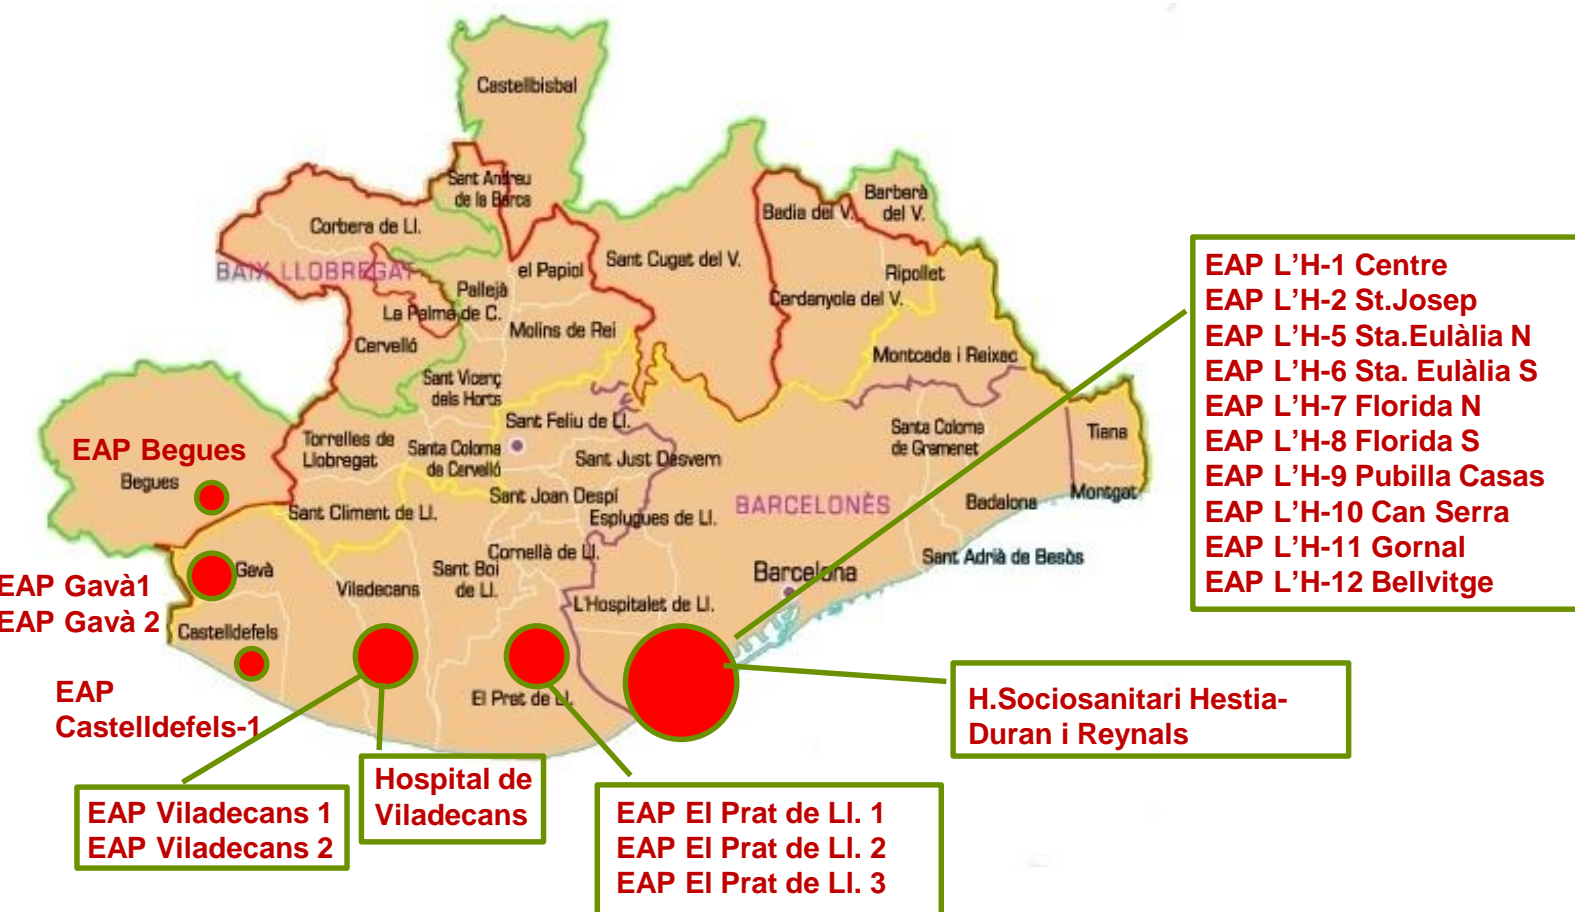 Castellbisbal
Sant Andreu
de la Barca
Barberà
del V.
Badia del V.
Corbera de Ll.
Sant Cugat del V.
el Papiol
BAIX LLOBREGAT
Ripollet
Pallejà
Cerdanyola del V.
La Palma de C.
Molins de Rei
Cervelló
Montcada i Reixac
Sant Vicenç
dels Horts
Sant Feliu de Ll.
Santa Coloma
de Gramenet
Tiana
EAP Begues
Begues
Torrelles de
Llobregat
Santa Coloma
de Cervelló
Sant Just Desvern
Sant Joan Despí
Montgat
BARCELONÈS
Badalona
Sant Climent de Ll.
Esplugues de Ll.
Cornellà de Ll.
Sant Adrià de Besòs
Gavà
Viladecans
Sant Boi
de Ll.
Barcelona
EAP Gavà1
EAP Gavà 2
L'Hospitalet de Ll.
Castelldefels
El Prat de Ll.
EAP
Castelldefels-1
EAP L'H-1 Centre
EAP L'H-2 St.Josep
EAP L'H-5 Sta.Eulàlia N
EAP L'H-6 Sta. Eulàlia S
EAP L'H-7 Florida N
EAP L'H-8 Florida S
EAP L'H-9 Pubilla Casas
EAP L'H-10 Can Serra
EAP L'H-11 Gornal
EAP L'H-12 Bellvitge
H.Sociosanitari Hestia-
Duran i Reynals
EAP Viladecans 1
EAP Viladecans 2
Hospital de
Viladecans
EAP El Prat de Ll. 1
EAP El Prat de Ll. 2
EAP El Prat de Ll. 3